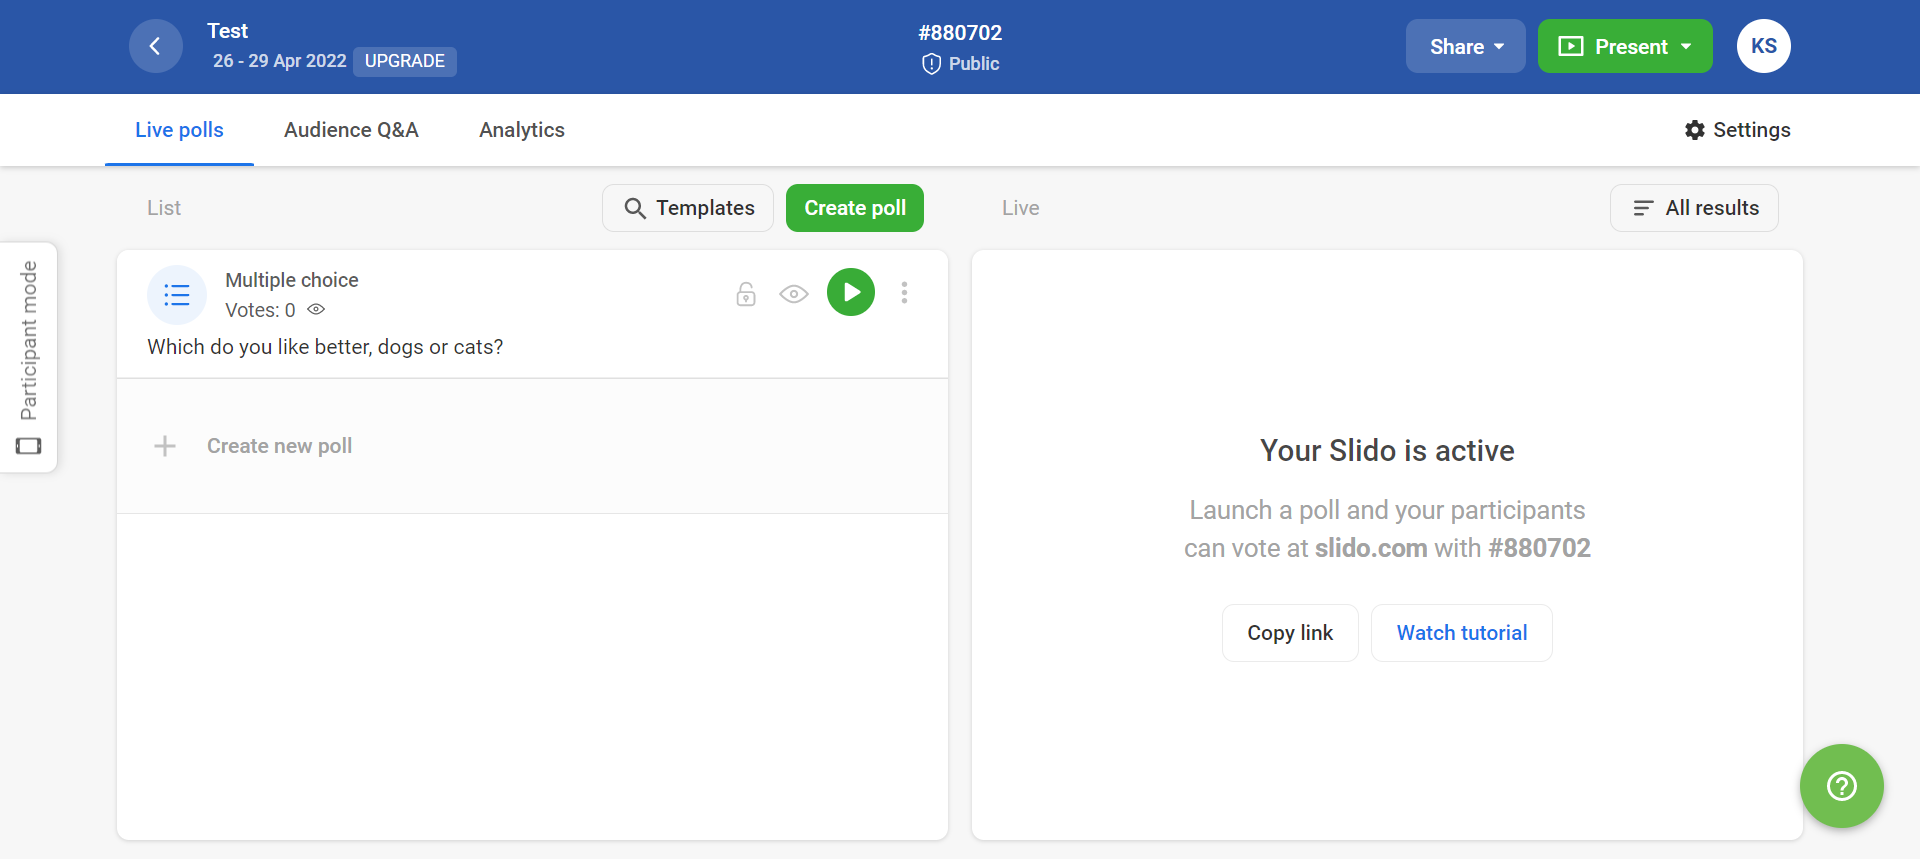 Test
26 - 29 Apr 2022 UPGRADE
#880702
Public
Share
Present
KS
Live polls
Audience Q&A
Analytics
Settings
List
Templates
Create poll
Live
All results
Participant mode
Multiple choice
Votes: 0
Which do you like better, dogs or cats?
Create new poll
Your Slido is active
Launch a poll and your participants
can vote at slido.com with #880702
Copy link
Watch tutorial